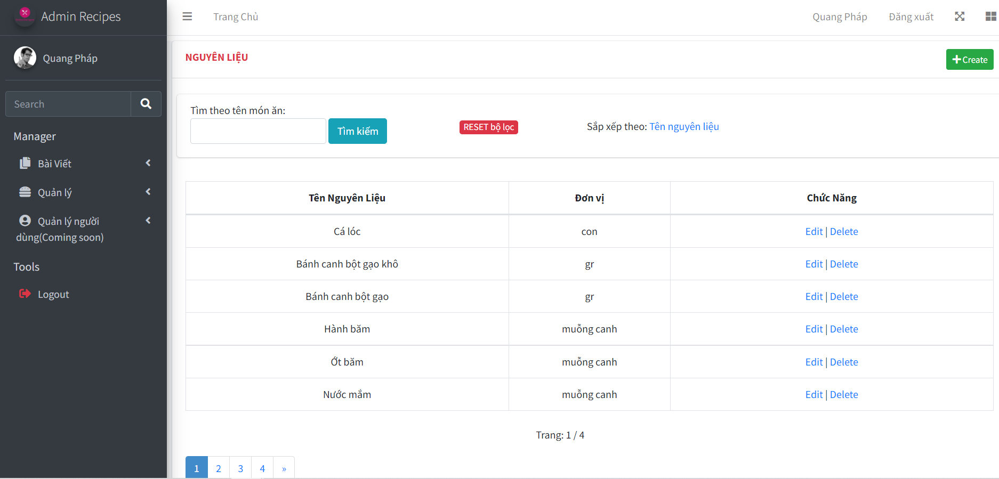 Admin Recipes
Trang Chủ
Quang Pháp
Đăng xuất
Quang Pháp
Search
Manager
Bài Viết
Quản lý
Quản lý người
dùng(Coming soon)
Tools
Logout
NGUYÊN LIỆU
Create
Tìm theo tên món ăn:
Tìm kiếm
RESET bộ lọc
Sắp xếp theo: Tên nguyên liệu
Tên Nguyên Liệu Đơn vị Chức Năng
Cá lóc con Edit | Delete
Bánh canh bột gạo khô gr Edit | Delete
Bánh canh bột gạo gr Edit | Delete
Hành băm muỗng canh Edit | Delete
Ớt băm muỗng canh Edit | Delete
Nước mắm muỗng canh Edit | Delete
Trang: 1 / 4
1 2 3 4 »